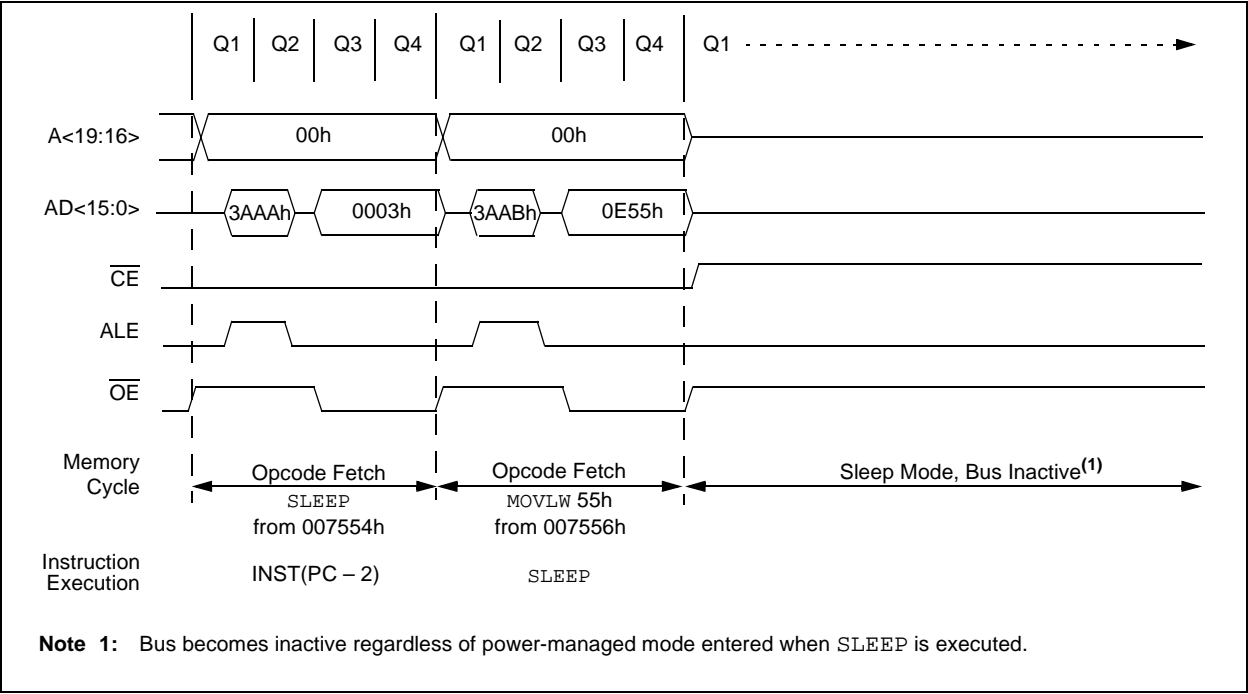 Q1 Q2 Q3 Q4 Q1 Q2 Q3 Q4 Q1
A<19:16> 00h 00h
AD<15:0> 3AAAh 0003h 3AABh 0E55h
CE
ALE
OE
Memory Cycle Opcode Fetch SLEEP from 007554h Opcode Fetch MOVLW 55h from 007556h Sleep Mode, Bus Inactive(1)
Instruction Execution INST(PC – 2) SLEEP
Note 1: Bus becomes inactive regardless of power-managed mode entered when SLEEP is executed.